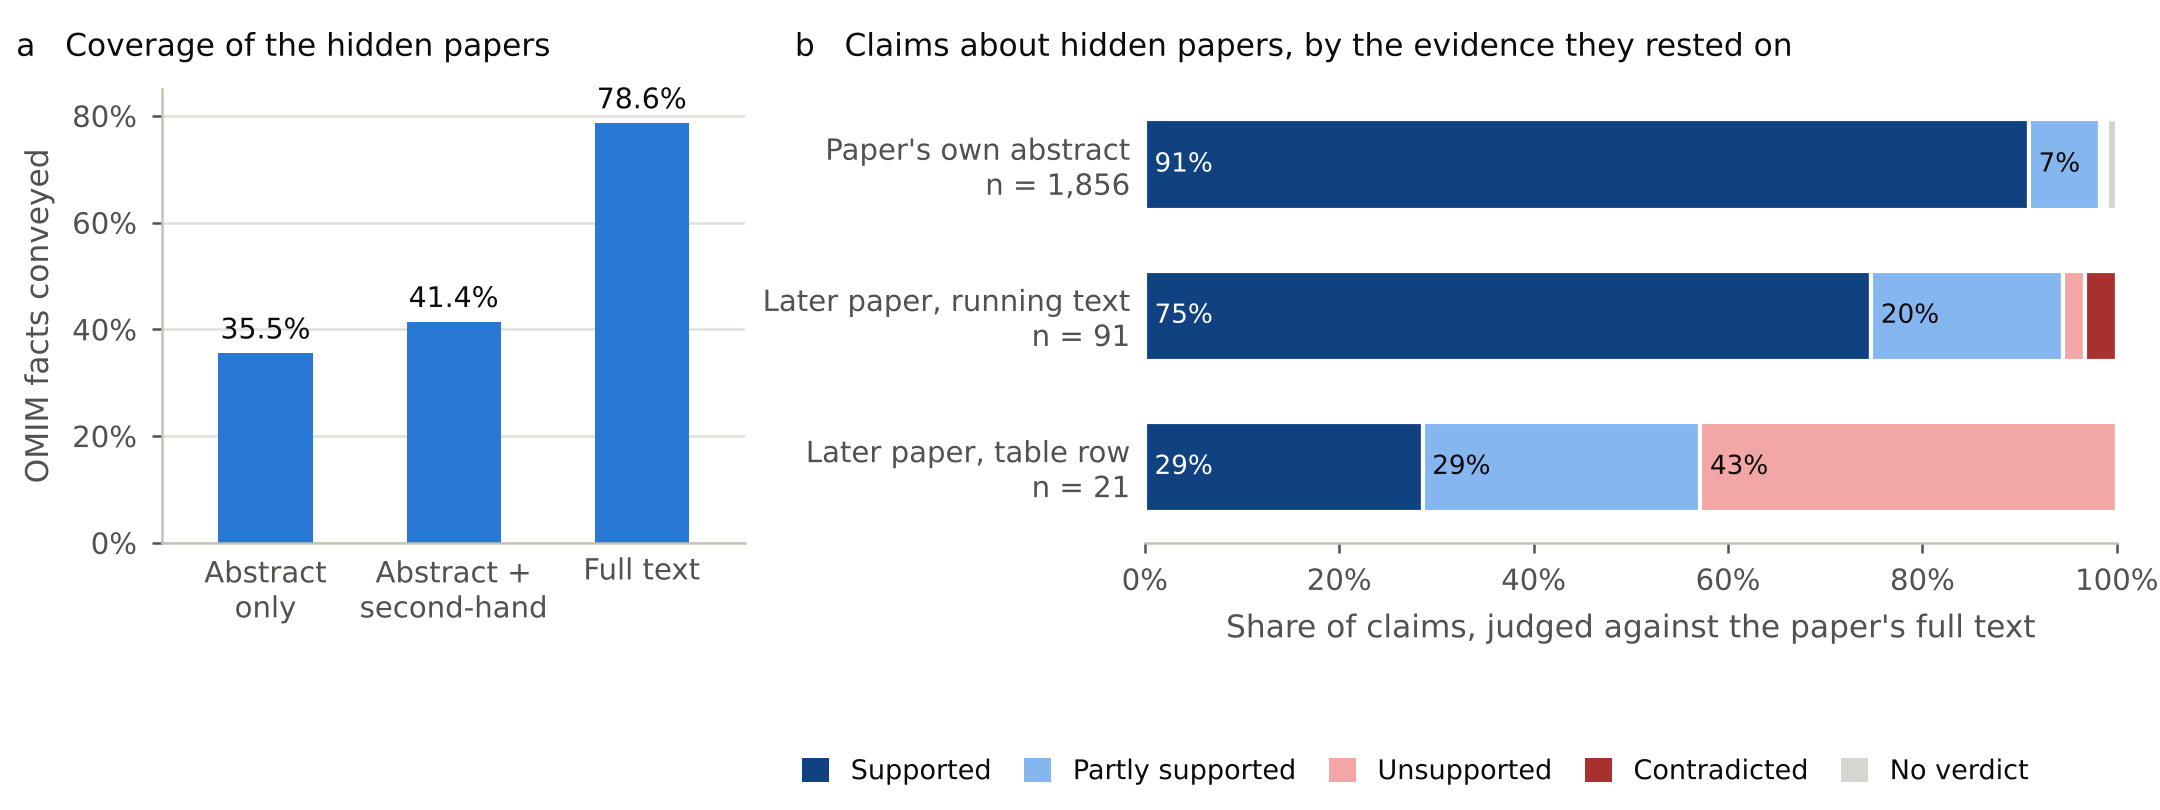 a Coverage of the hidden papers
OMIM facts conveyed
80%
60%
40%
20%
0%
35.5%
41.4%
78.6%
Abstract
only
Abstract +
second-hand
Full text
b Claims about hidden papers, by the evidence they rested on
Paper's own abstract
n = 1,856
91% 7%
Later paper, running text
n = 91
75% 20%
Later paper, table row
n = 21
29% 29% 43%
0% 20% 40% 60% 80% 100%
Share of claims, judged against the paper's full text
Supported Partly supported Unsupported Contradicted No verdict